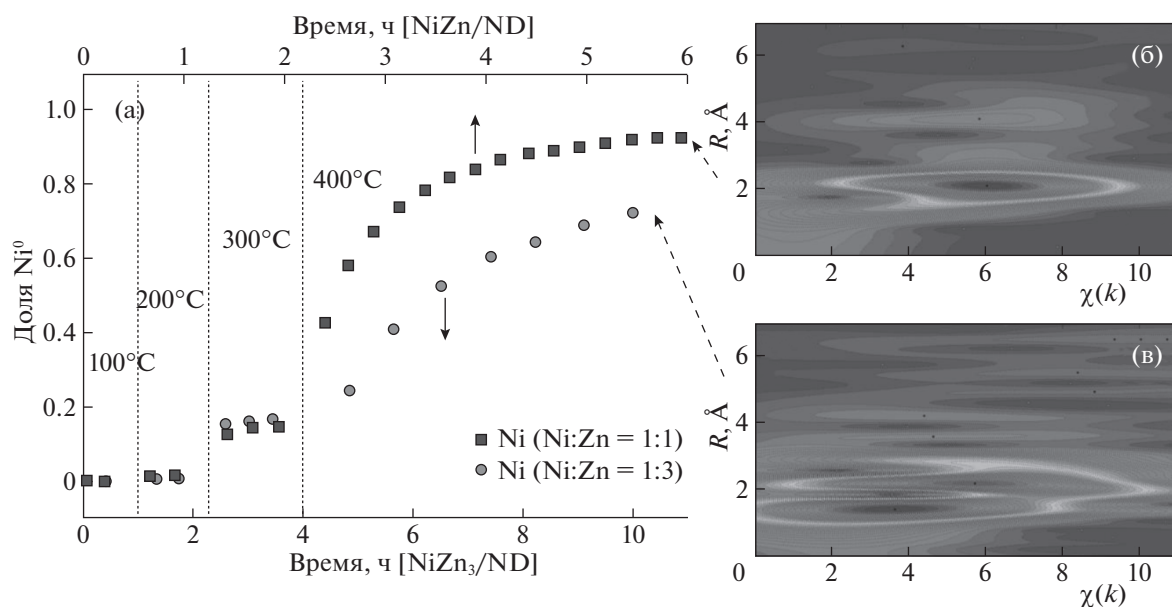 Время, ч [NiZn/ND]
0 1 2 3 4 5 6
(а)
Доля Ni⁰
1.0
0.8
0.6
0.4
0.2
0
100°C
200°C
300°C
400°C
Ni (Ni:Zn = 1:1)
Ni (Ni:Zn = 1:3)
0 2 4 6 8 10
Время, ч [NiZn₃/ND]
(б)
R, Å
6
4
2
0
2 4 6 8 10
χ(k)
(в)
R, Å
6
4
2
0
2 4 6 8 10
χ(k)